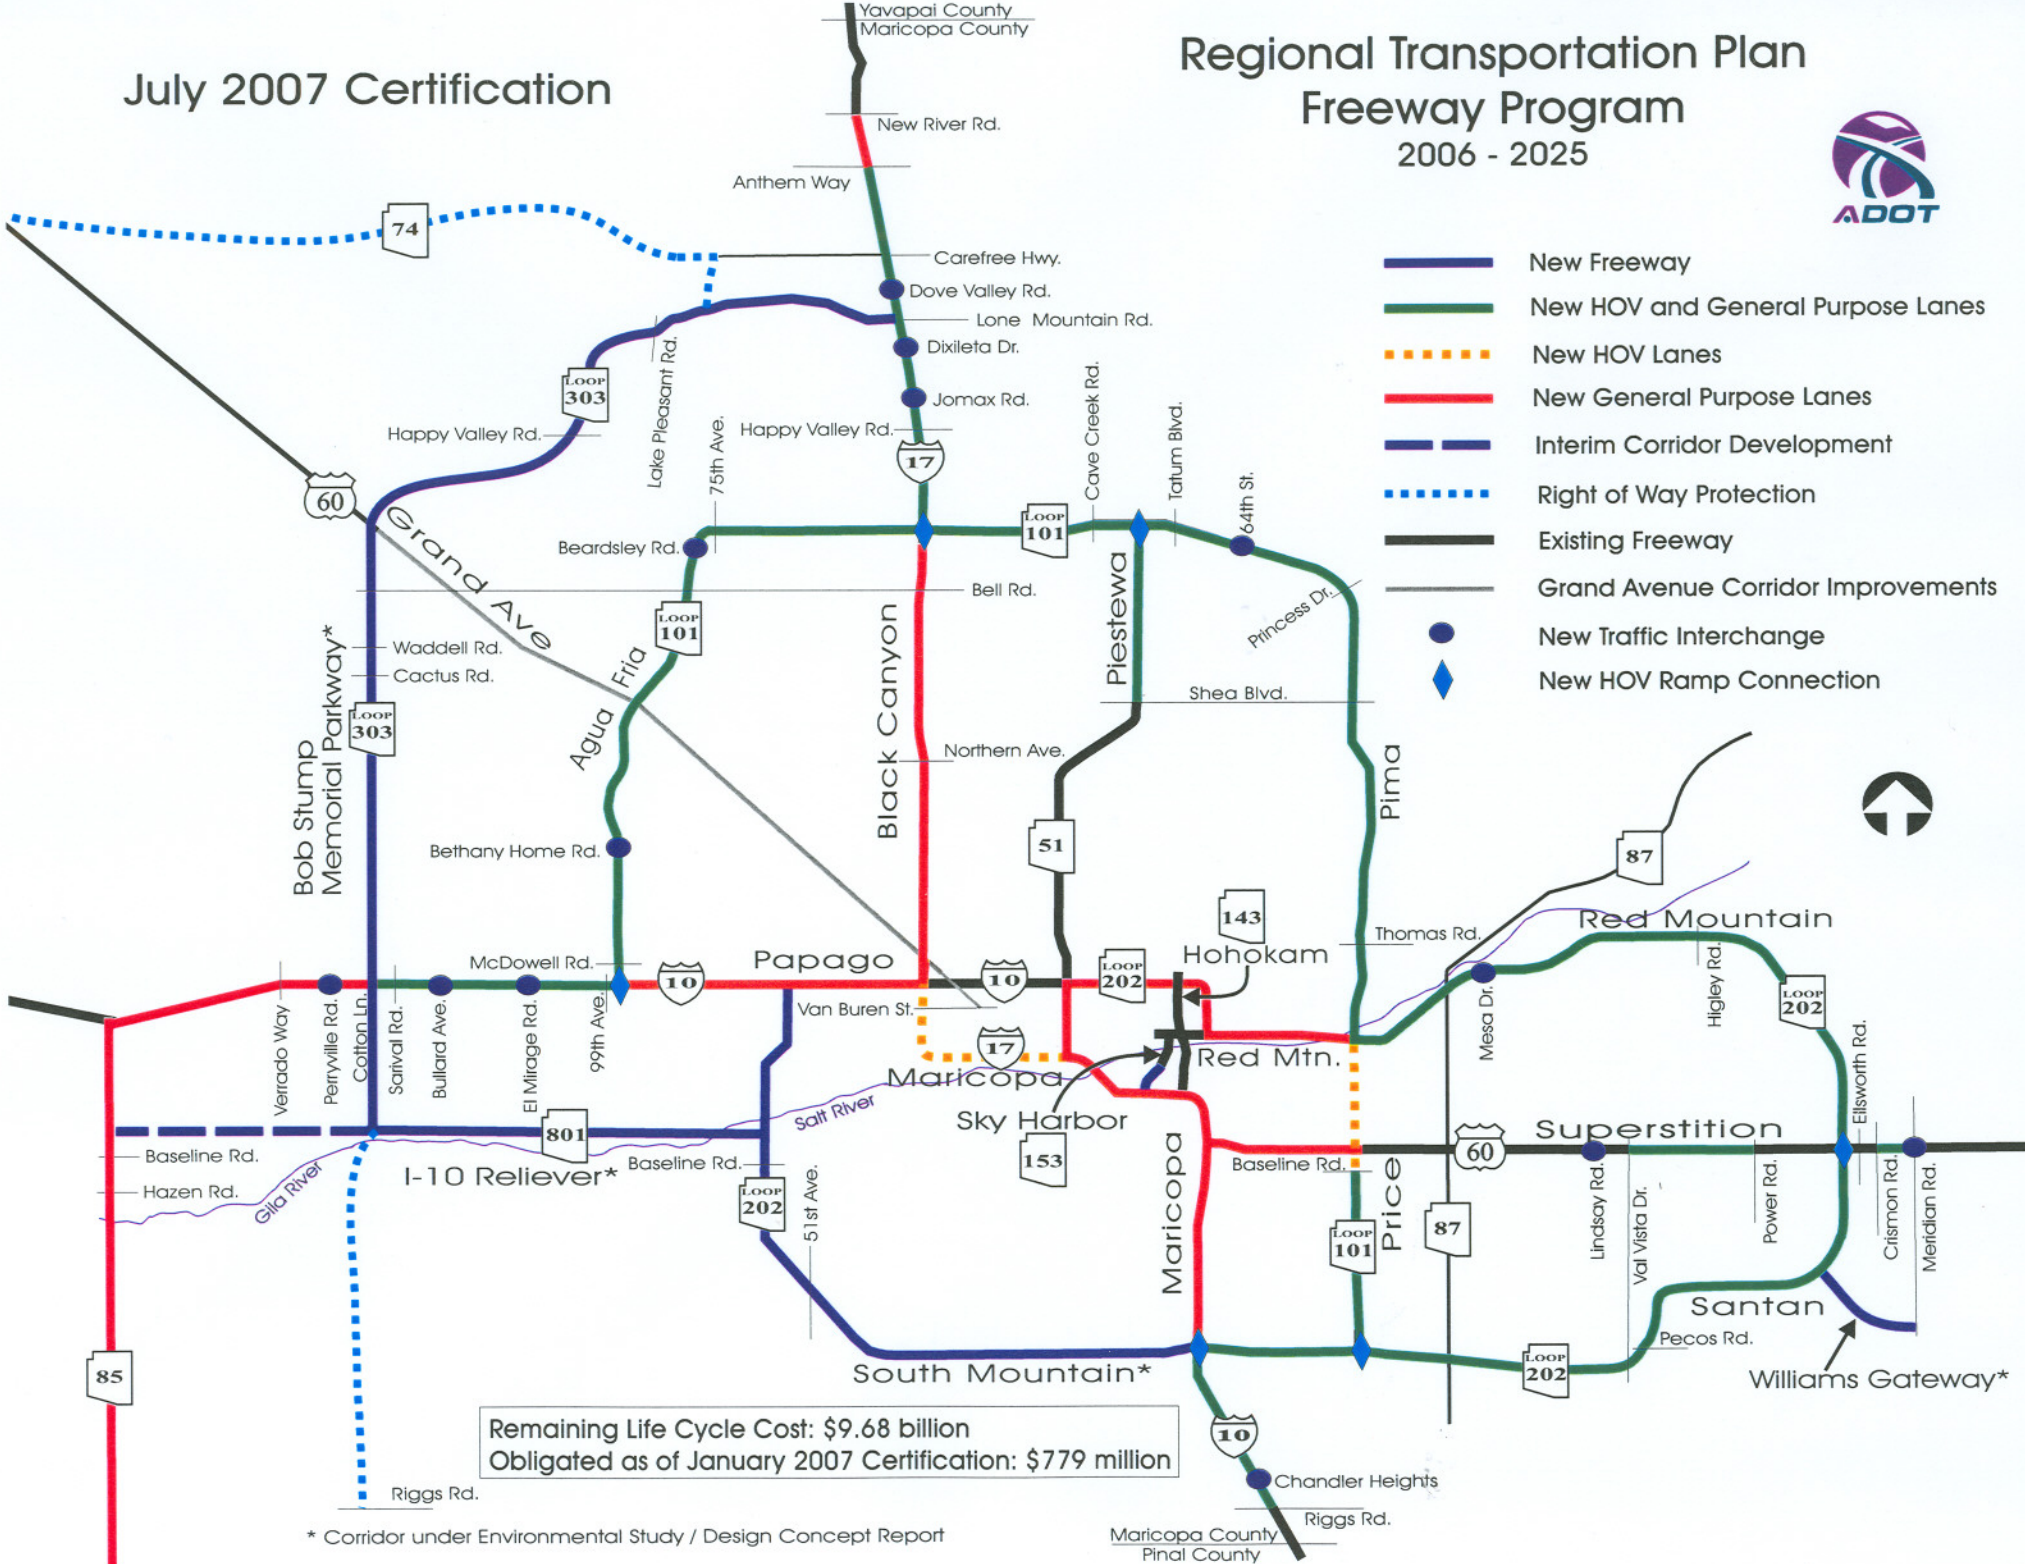 Yavapai County
Maricopa County
July 2007 Certification
Regional Transportation Plan
Freeway Program
2006 - 2025
ADOT
New River Rd.
Anthem Way
74
Carefree Hwy.
Dove Valley Rd.
Lone Mountain Rd.
Dixileta Dr.
Jomax Rd.
Happy Valley Rd.
17
New Freeway
New HOV and General Purpose Lanes
New HOV Lanes
New General Purpose Lanes
Interim Corridor Development
Right of Way Protection
Existing Freeway
Grand Avenue Corridor Improvements
New Traffic Interchange
New HOV Ramp Connection
Lake Pleasant Rd.
LOOP
303
Happy Valley Rd.
75th Ave.
Cave Creek Rd.
Tatum Blvd.
64th St.
60
Grand Ave
Beardsley Rd.
LOOP
101
Bell Rd.
LOOP
101
Princess Dr.
Piestewa
Shea Blvd.
Waddell Rd.
Cactus Rd.
LOOP
303
Bob Stump
Memorial Parkway*
Agua Fria
Black Canyon
Northern Ave.
Pima
Bethany Home Rd.
51
87
143
Hohokam
Thomas Rd.
Red Mountain
McDowell Rd.
Papago
10
10
LOOP
202
Van Buren St.
17
Maricopa
Red Mtn.
Sky Harbor
153
Mesa Dr.
Higley Rd.
LOOP
202
Ellsworth Rd.
Verrado Way
Perryville Rd.
Cotton Ln.
Sarival Rd.
Bullard Ave.
El Mirage Rd.
99th Ave.
Salt River
801
I-10 Reliever*
Baseline Rd.
Hazen Rd.
Gila River
Baseline Rd.
LOOP
202
51st Ave.
Maricopa
Baseline Rd.
Superstition
60
LOOP
101
Price
87
Lindsay Rd.
Val Vista Dr.
Power Rd.
Crismon Rd.
Meridian Rd.
Santan
Pecos Rd.
LOOP
202
Williams Gateway*
85
South Mountain*
Remaining Life Cycle Cost: $9.68 billion
Obligated as of January 2007 Certification: $779 million
10
Chandler Heights
Riggs Rd.
Riggs Rd.
* Corridor under Environmental Study / Design Concept Report
Maricopa County
Pinal County